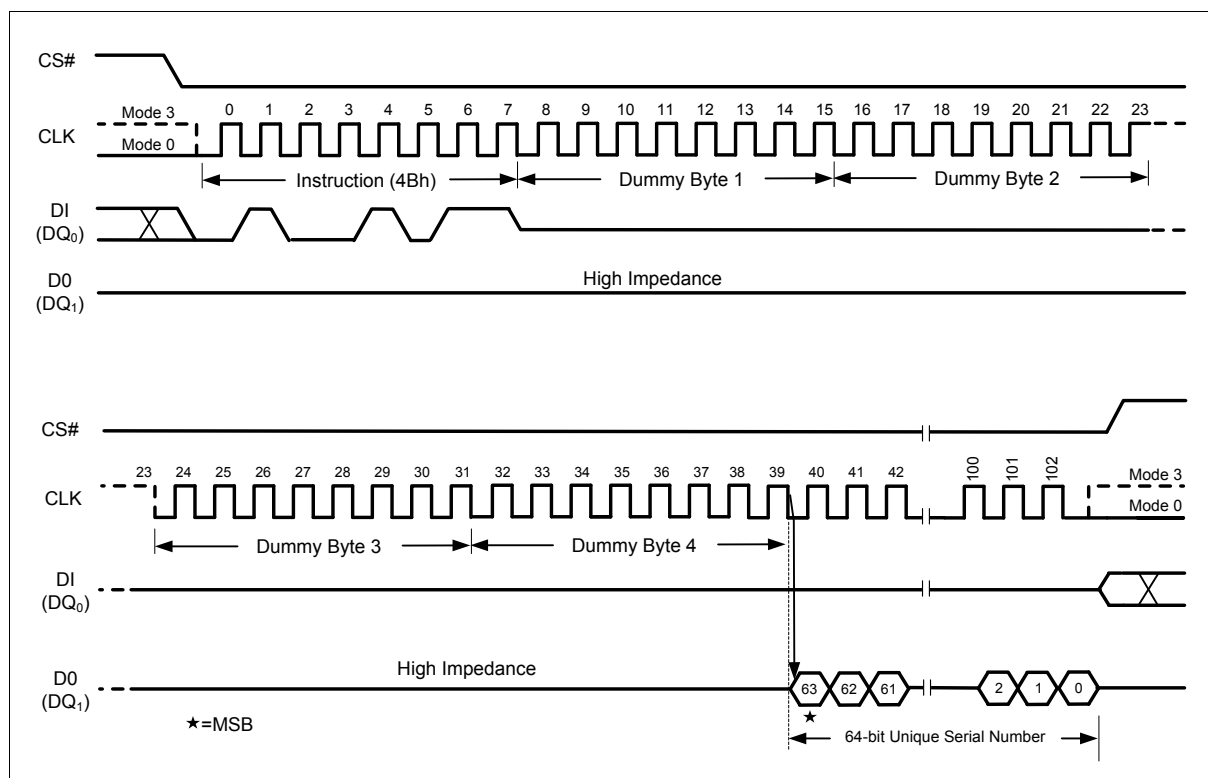 CS#
Mode 3
0 1 2 3 4 5 6 7 8 9 10 11 12 13 14 15 16 17 18 19 20 21 22 23
CLK
Mode 0
Instruction (4Bh) Dummy Byte 1 Dummy Byte 2
DI
(DQ0)
High Impedance
D0
(DQ1)
CS#
23 24 25 26 27 28 29 30 31 32 33 34 35 36 37 38 39 40 41 42 100 101 102
Mode 3
CLK
Mode 0
Dummy Byte 3 Dummy Byte 4
DI
(DQ0)
High Impedance
D0
(DQ1)
63 62 61 2 1 0
★=MSB
★
64-bit Unique Serial Number